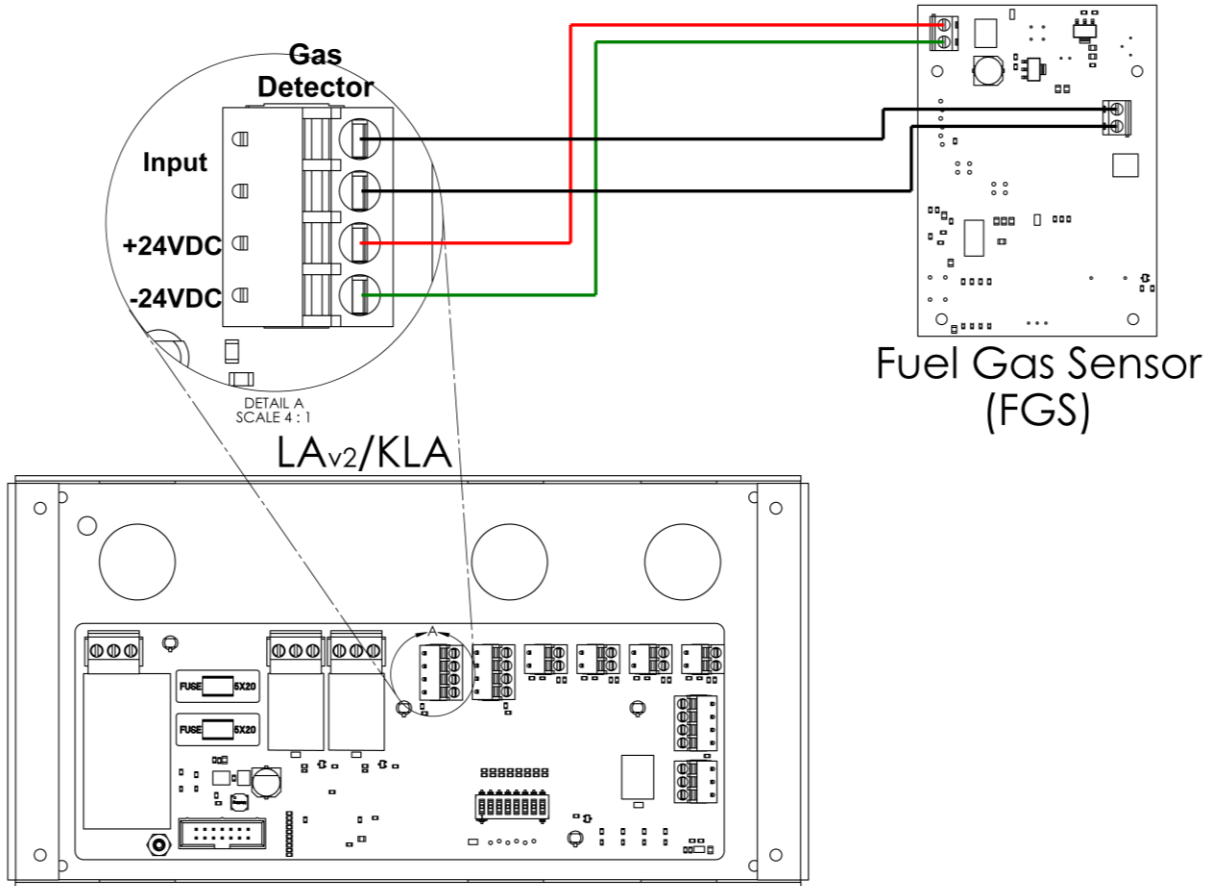 Gas
Detector
Input
+24VDC
-24VDC
DETAIL A
SCALE 4 : 1
Fuel Gas Sensor
(FGS)
LAv2/KLA
A
FUSE 5X20
FUSE 5X20